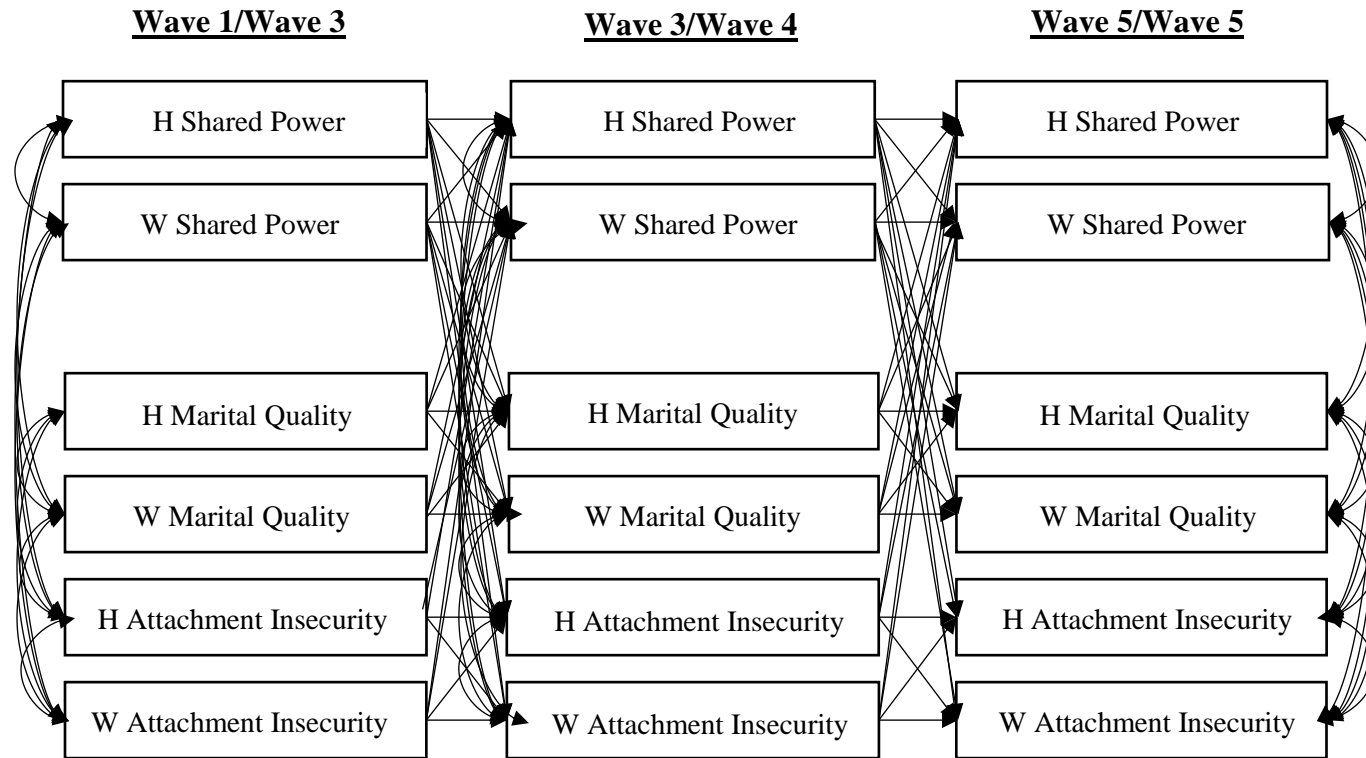 Wave 1/Wave 3
Wave 3/Wave 4
Wave 5/Wave 5
H Shared Power
H Shared Power
H Shared Power
W Shared Power
W Shared Power
W Shared Power
H Marital Quality
H Marital Quality
H Marital Quality
W Marital Quality
W Marital Quality
W Marital Quality
H Attachment Insecurity
H Attachment Insecurity
H Attachment Insecurity
W Attachment Insecurity
W Attachment Insecurity
W Attachment Insecurity